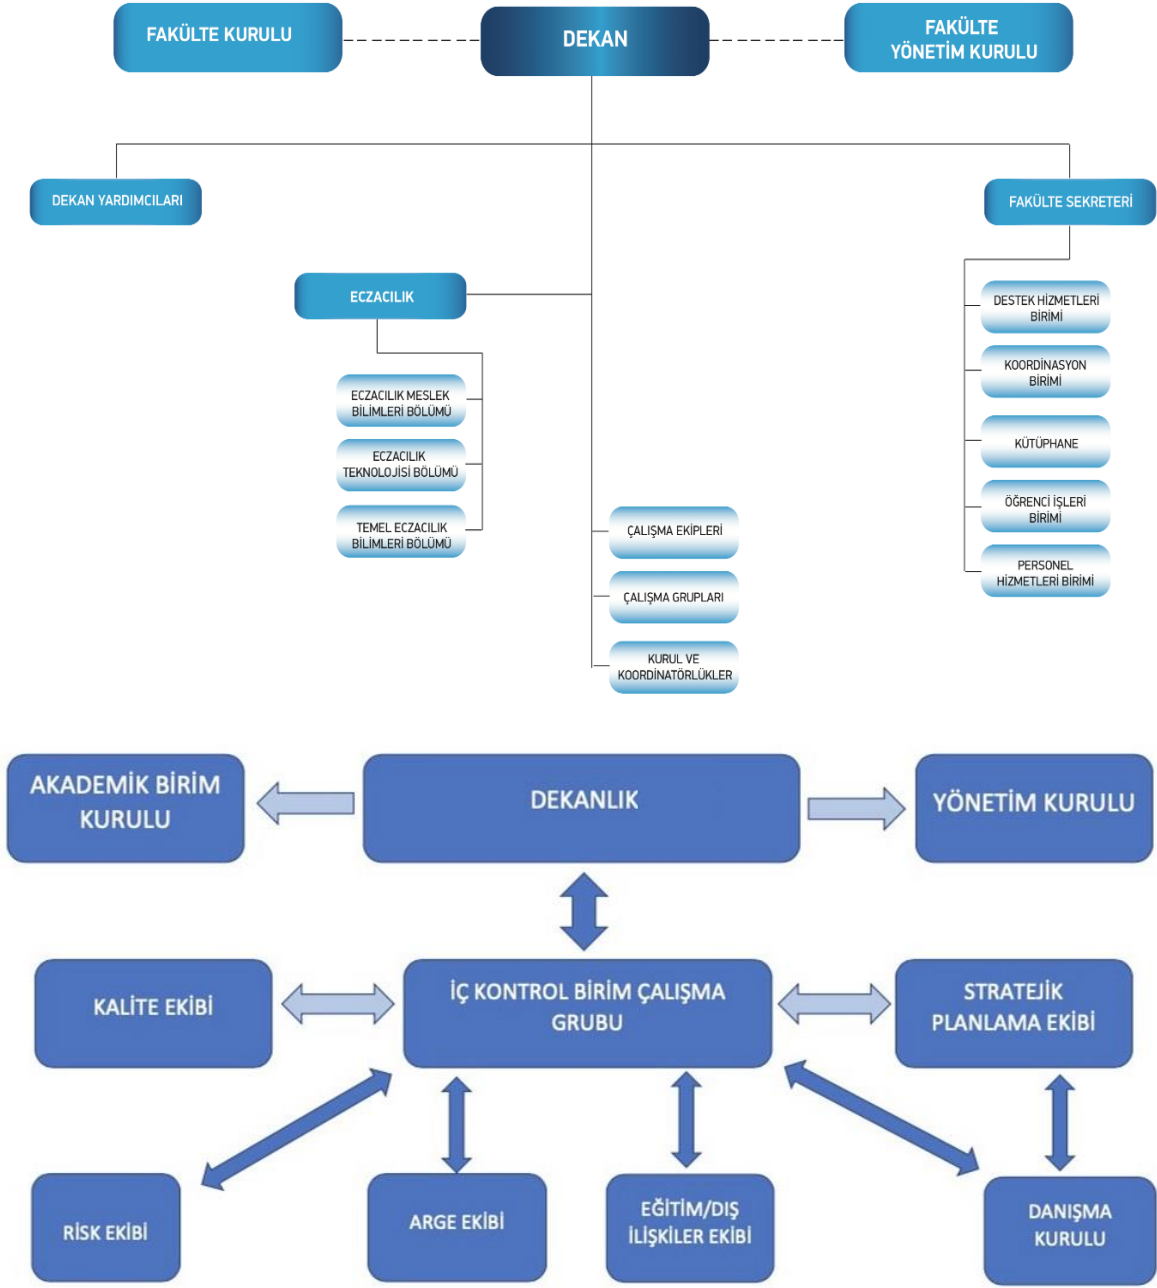 FAKÜLTE KURULU
DEKAN
FAKÜLTE
YÖNETİM KURULU
DEKAN YARDIMCILARI
FAKÜLTE SEKRETERİ
ECZACILIK
ECZACILIK MESLEK
BİLİMLERİ BÖLÜMÜ
ECZACILIK
TEKNOLOJİSİ BÖLÜMÜ
TEMEL ECZACILIK
BİLİMLERİ BÖLÜMÜ
ÇALIŞMA EKİPLERİ
ÇALIŞMA GRUPLARI
KURUL VE
KOORDİNATÖRLÜKLER
DESTEK HİZMETLERİ
BİRİMİ
KOORDİNASYON
BİRİMİ
KÜTÜPHANE
ÖĞRENCİ İŞLERİ
BİRİMİ
PERSONEL
HİZMETLERİ BİRİMİ
AKADEMİK BİRİM
KURULU
DEKANLIK
YÖNETİM KURULU
KALİTE EKİBİ
İÇ KONTROL BİRİM ÇALIŞMA
GRUBU
STRATEJİK
PLANLAMA EKİBİ
RİSK EKİBİ
ARGE EKİBİ
EĞİTİM/DIŞ
İLİŞKİLER EKİBİ
DANIŞMA
KURULU